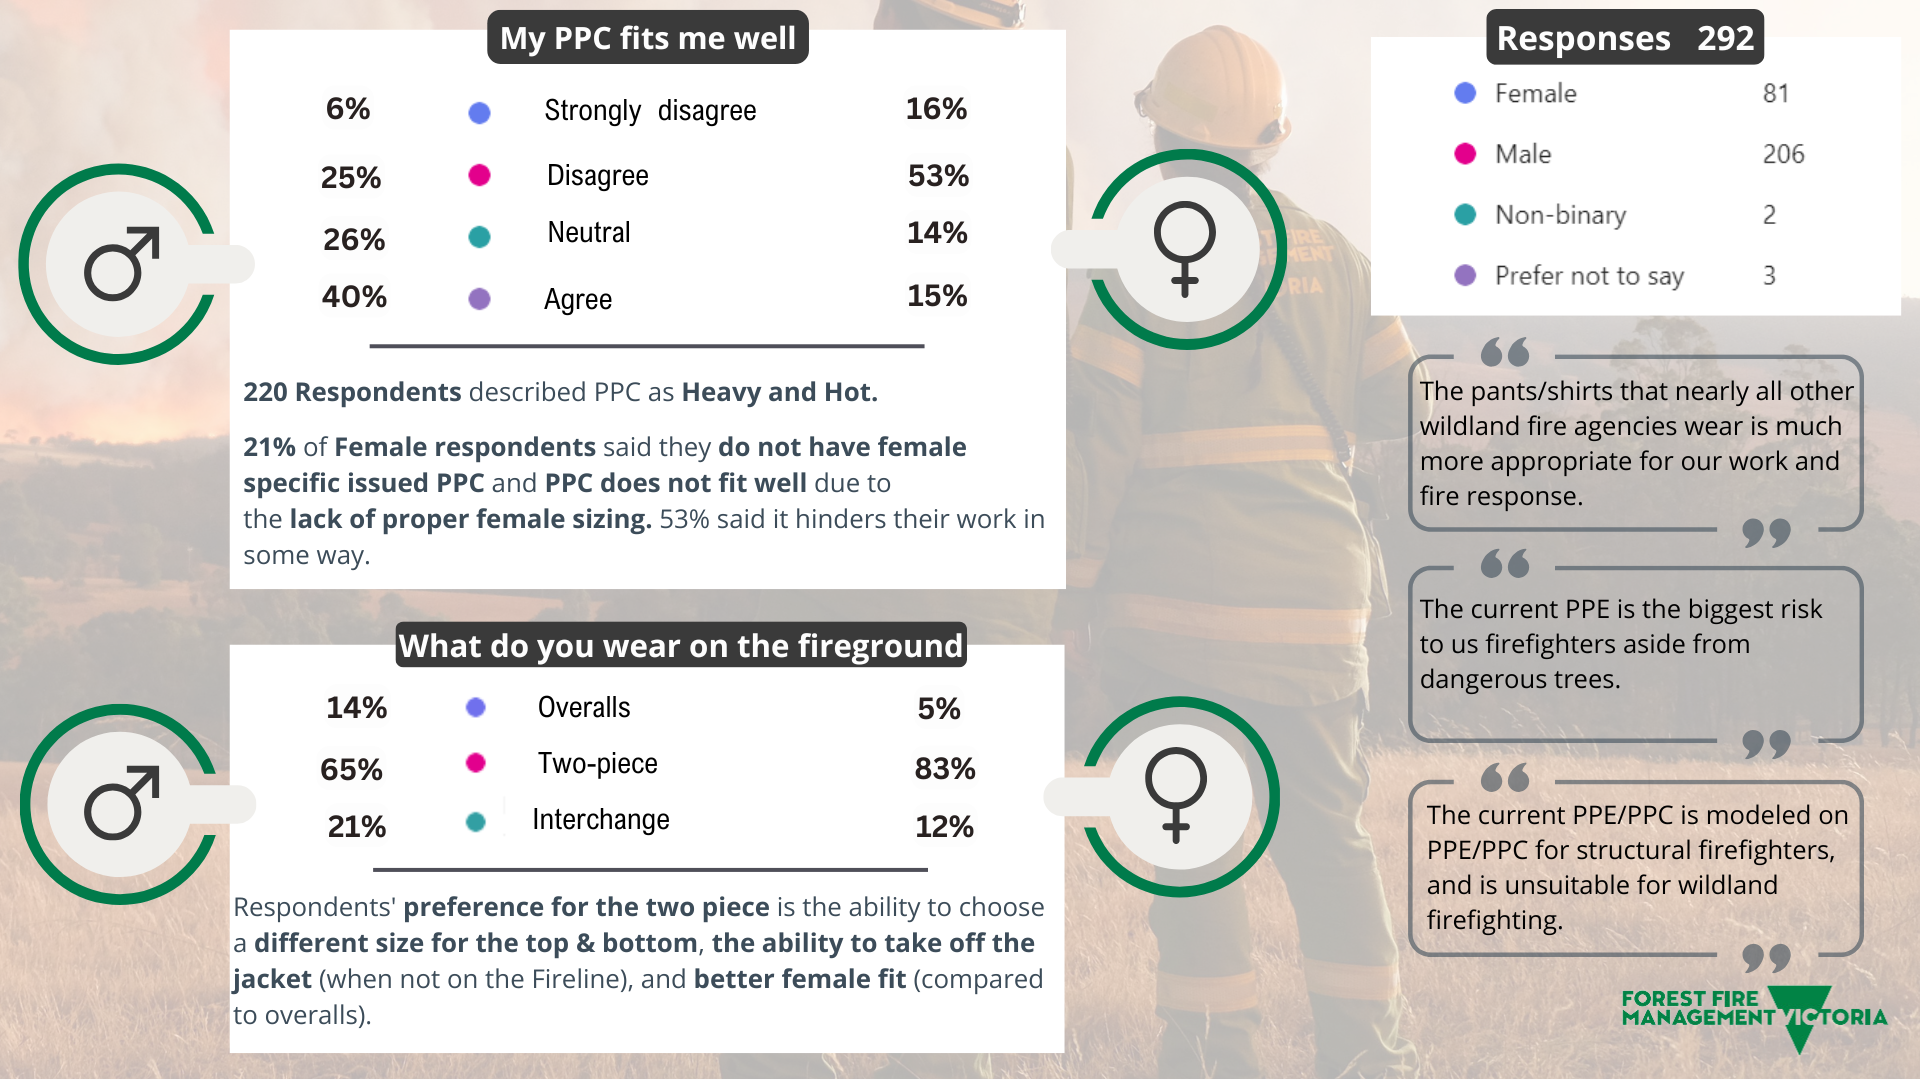 My PPC fits me well
6% Strongly disagree 16%
25% Disagree 53%
26% Neutral 14%
40% Agree 15%
220 Respondents described PPC as Heavy and Hot.
21% of Female respondents said they do not have female
specific issued PPC and PPC does not fit well due to
the lack of proper female sizing. 53% said it hinders their work in
some way.
What do you wear on the fireground
14% Overalls 5%
65% Two-piece 83%
21% Interchange 12%
Respondents' preference for the two piece is the ability to choose
a different size for the top & bottom, the ability to take off the
jacket (when not on the Fireline), and better female fit (compared
to overalls).
Responses 292
Female 81
Male 206
Non-binary 2
Prefer not to say 3
The pants/shirts that nearly all other
wildland fire agencies wear is much
more appropriate for our work and
fire response.
The current PPE is the biggest risk
to us firefighters aside from
dangerous trees.
The current PPE/PPC is modeled on
PPE/PPC for structural firefighters,
and is unsuitable for wildland
firefighting.
FOREST FIRE
MANAGEMENT VICTORIA